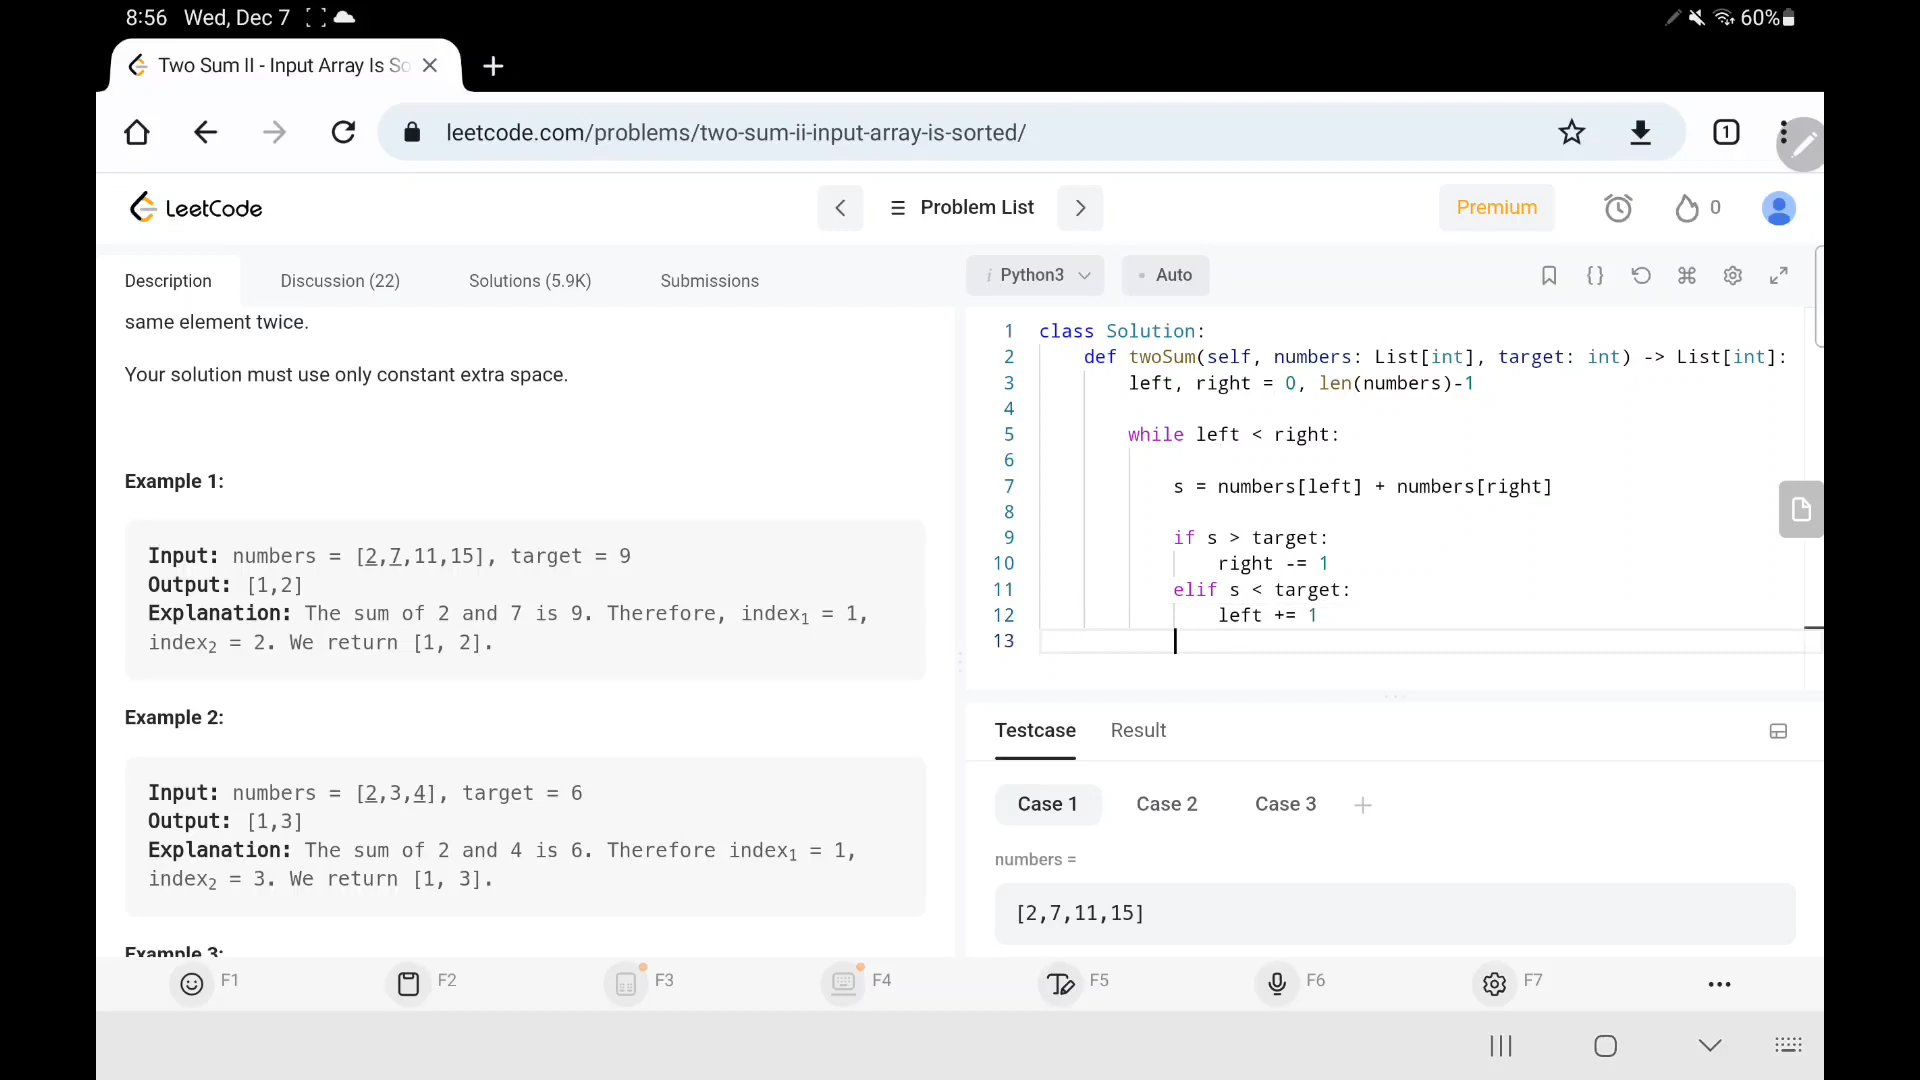 8:56 Wed, Dec 7
60%
Two Sum II - Input Array Is So
leetcode.com/problems/two-sum-ii-input-array-is-sorted/
1
LeetCode
Problem List
Premium
0
Description
Discussion (22)
Solutions (5.9K)
Submissions
same element twice.
Your solution must use only constant extra space.
Example 1:
Input: numbers = [2,7,11,15], target = 9
Output: [1,2]
Explanation: The sum of 2 and 7 is 9. Therefore, index₁ = 1,
index₂ = 2. We return [1, 2].
Example 2:
Input: numbers = [2,3,4], target = 6
Output: [1,3]
Explanation: The sum of 2 and 4 is 6. Therefore index₁ = 1,
index₂ = 3. We return [1, 3].
Example 3:
i Python3
Auto
{}
1 class Solution:
2 def twoSum(self, numbers: List[int], target: int) -> List[int]:
3 left, right = 0, len(numbers)-1
4
5 while left < right:
6
7 s = numbers[left] + numbers[right]
8
9 if s > target:
10 right -= 1
11 elif s < target:
12 left += 1
13
Testcase
Result
Case 1
Case 2
Case 3
numbers =
[2,7,11,15]
F1
F2
F3
F4
F5
F6
F7